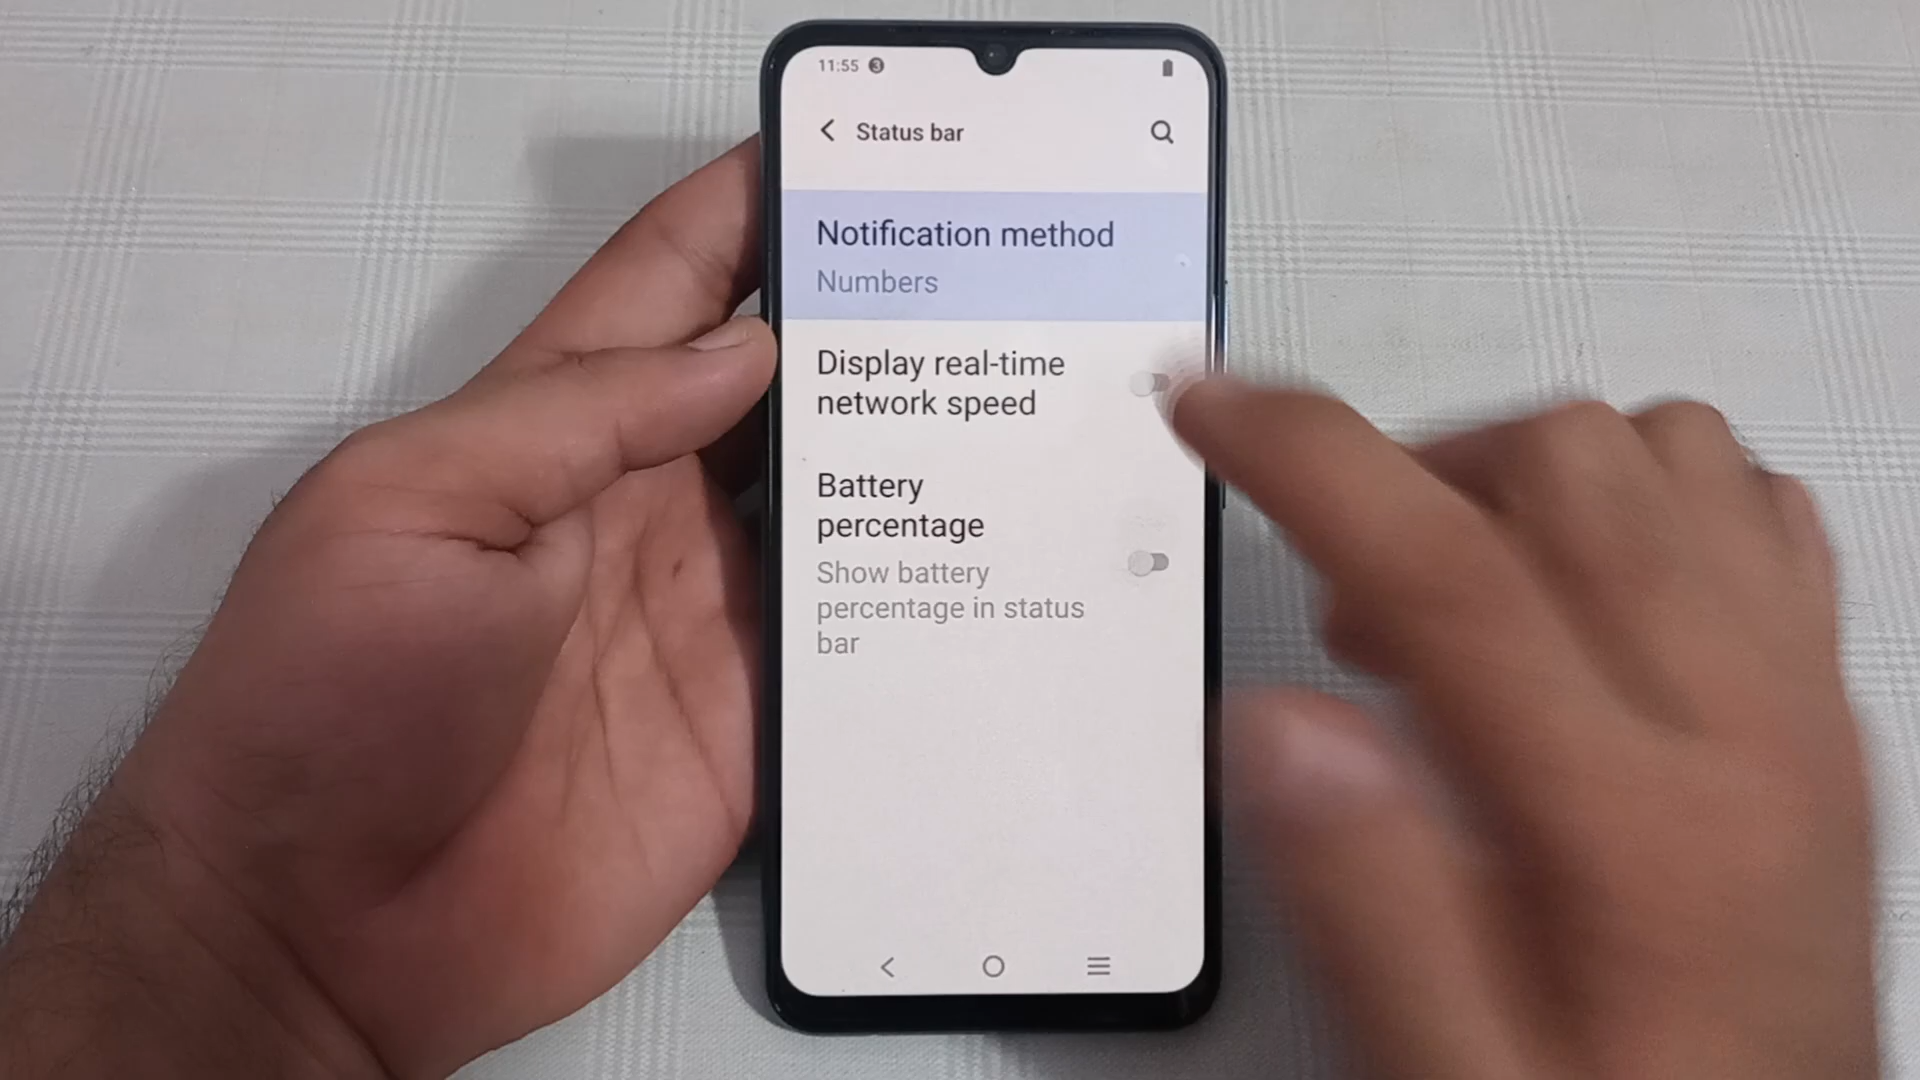 11:55 3
Status bar
Notification method
Numbers
Display real-time
network speed
Battery
percentage
Show battery
percentage in status
bar